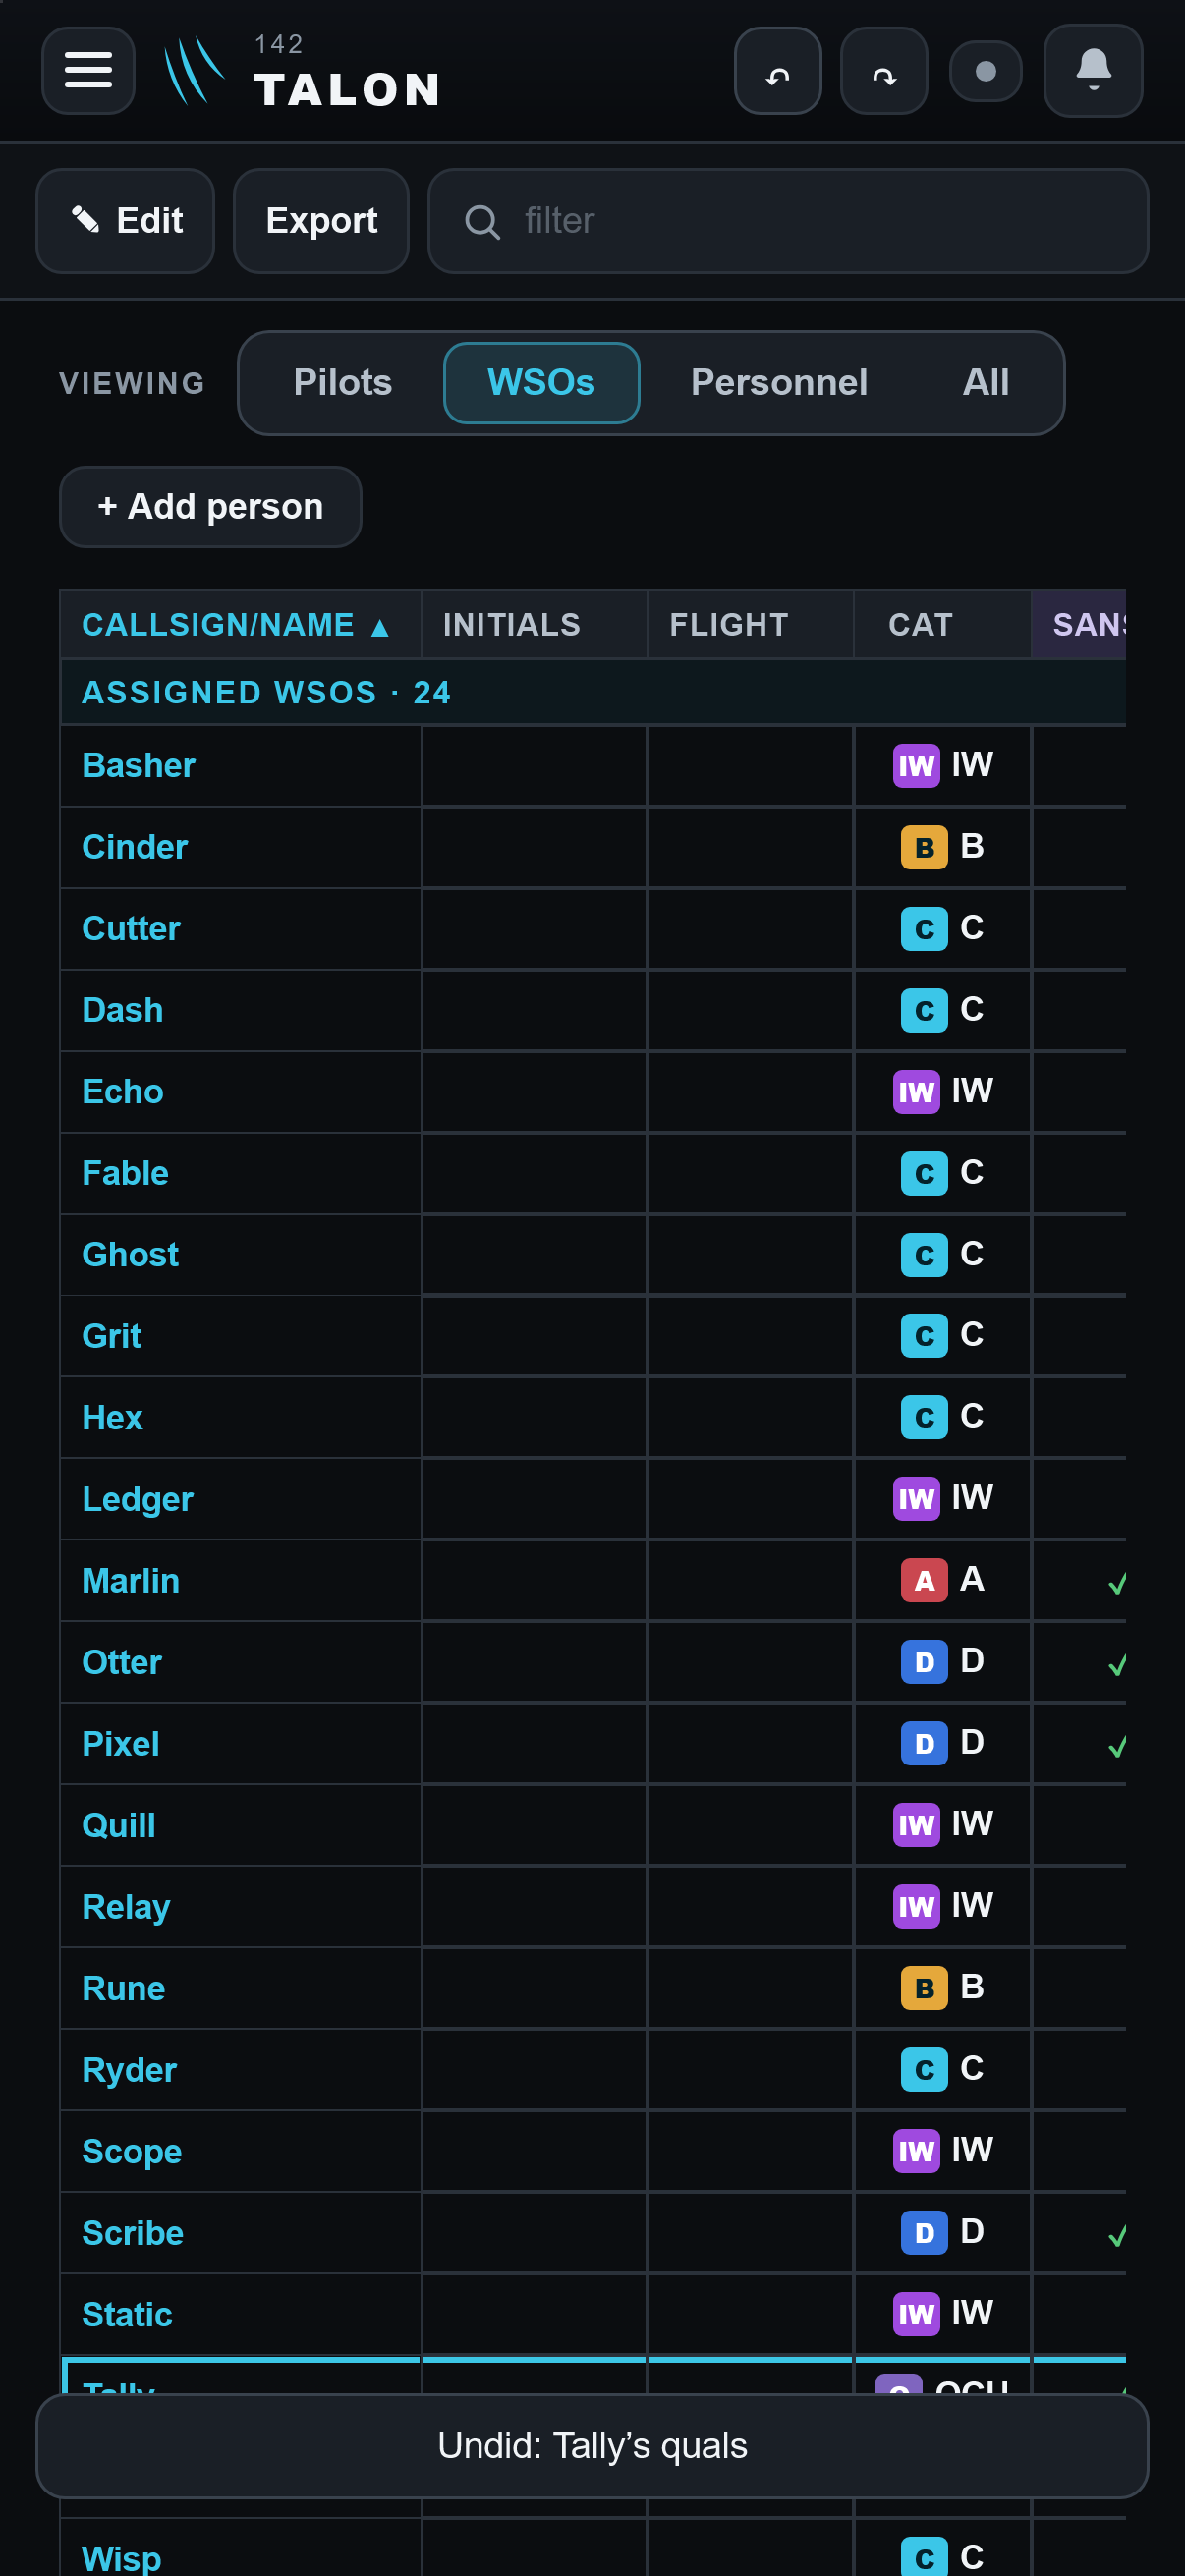 142
TALON
Edit Export filter
VIEWING Pilots WSOs Personnel All
+ Add person
CALLSIGN/NAME ▲ INITIALS FLIGHT CAT
ASSIGNED WSOS · 24
Basher IW IW
Cinder B B
Cutter C C
Dash C C
Echo IW IW
Fable C C
Ghost C C
Grit C C
Hex C C
Ledger IW IW
Marlin A A ✓
Otter D D ✓
Pixel D D ✓
Quill IW IW
Relay IW IW
Rune B B
Ryder C C
Scope IW IW
Scribe D D ✓
Static IW IW
Tally
Undid: Tally’s quals
Wisp C C